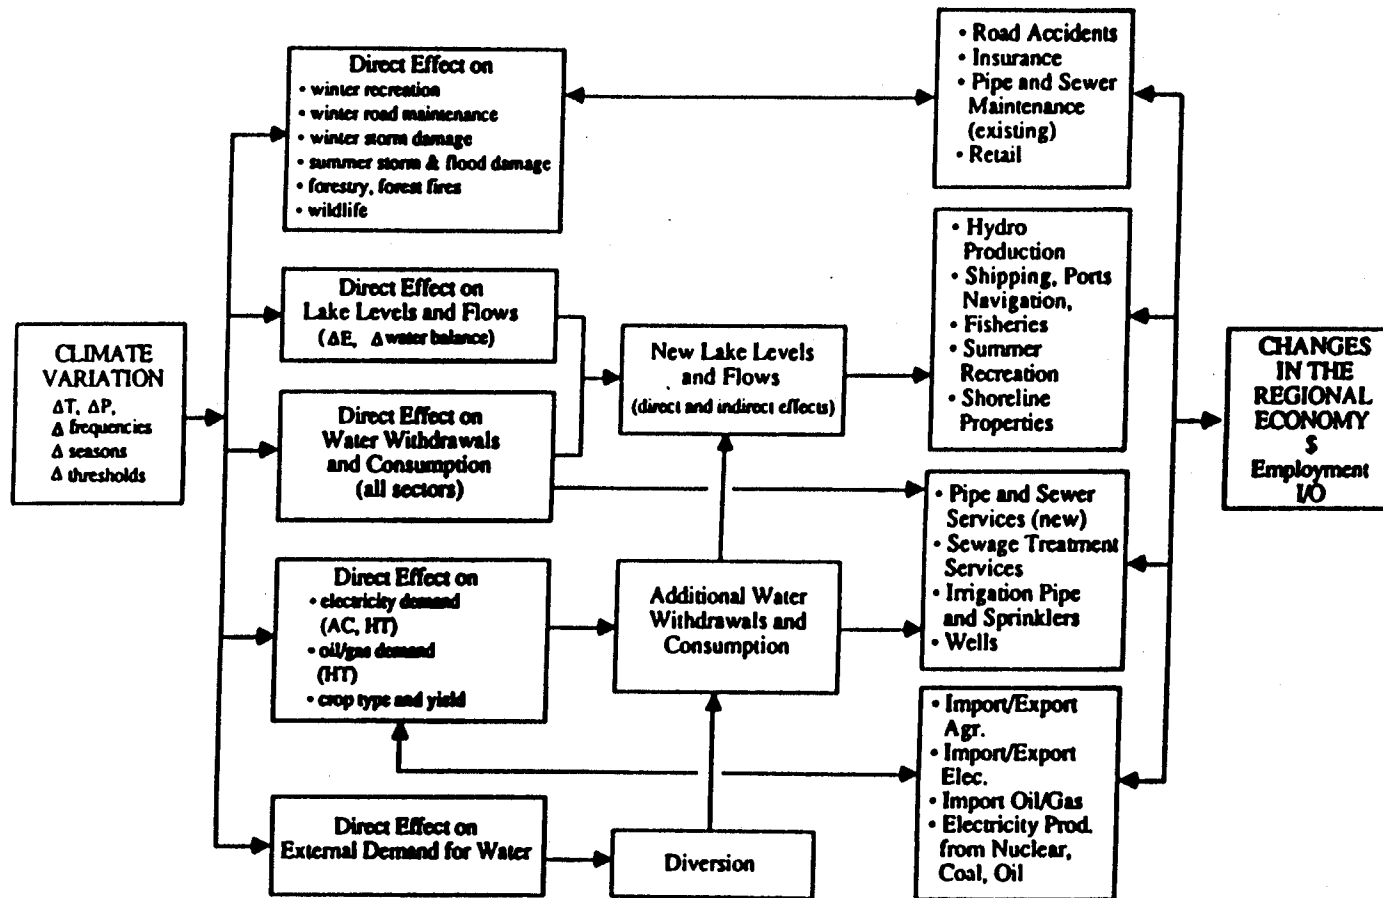 CLIMATE
VARIATION
ΔT, ΔP,
Δ frequencies
Δ seasons
Δ thresholds
Direct Effect on
• winter recreation
• winter road maintenance
• winter storm damage
• summer storm & flood damage
• forestry, forest fires
• wildlife
Direct Effect on
Lake Levels and Flows
(ΔE, Δ water balance)
Direct Effect on
Water Withdrawals
and Consumption
(all sectors)
Direct Effect on
• electricity demand
(AC, HT)
• oil/gas demand
(HT)
• crop type and yield
Direct Effect on
External Demand for Water
New Lake Levels
and Flows
(direct and indirect effects)
Additional Water
Withdrawals and
Consumption
Diversion
• Road Accidents
• Insurance
• Pipe and Sewer
Maintenance
(existing)
• Retail
• Hydro
Production
• Shipping, Ports
Navigation,
• Fisheries
• Summer
Recreation
• Shoreline
Properties
• Pipe and Sewer
Services (new)
• Sewage Treatment
Services
• Irrigation Pipe
and Sprinklers
• Wells
• Import/Export
Agr.
• Import/Export
Elec.
• Import Oil/Gas
• Electricity Prod.
from Nuclear,
Coal, Oil
CHANGES
IN THE
REGIONAL
ECONOMY
$
Employment
I/O